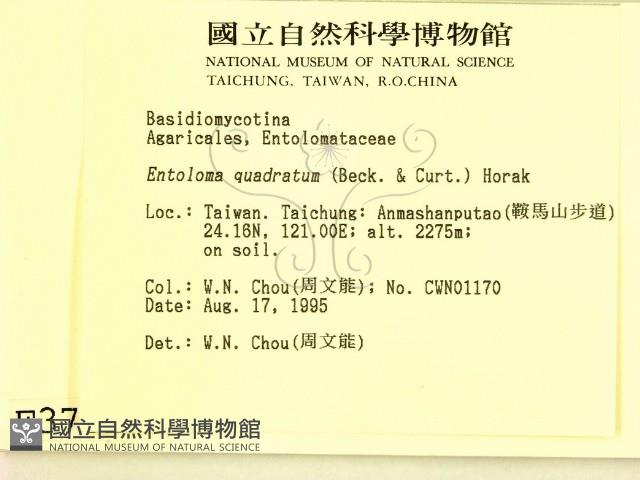 國立自然科學博物館
NATIONAL MUSEUM OF NATURAL SCIENCE
TAICHUNG, TAIWAN, R.O.CHINA
Basidiomycotina
Agaricales, Entolomataceae
Entoloma quadratum (Beck. & Curt.) Horak
Loc.: Taiwan. Taichung: Anmashanputao(鞍馬山步道)
24.16N, 121.00E; alt. 2275m;
on soil.
Col.: W.N. Chou(周文能); No. CWN01170
Date: Aug. 17, 1995
Det.: W.N. Chou(周文能)
國立自然科學博物館
NATIONAL MUSEUM OF NATURAL SCIENCE